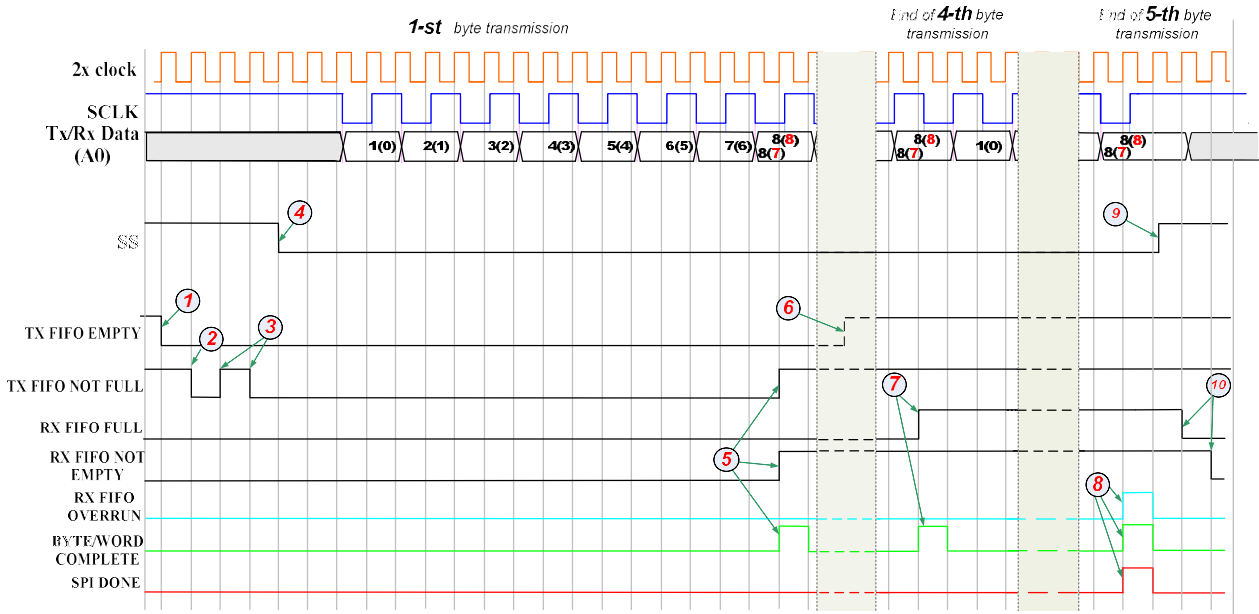 1-st byte transmission
End of 4-th byte
transmission
End of 5-th byte
transmission
2x clock
SCLK
Tx/Rx Data
(A0)
1(0)
2(1)
3(2)
4(3)
5(4)
6(5)
7(6)
8(8)
8(7)
8(8)
8(7)
1(0)
8(8)
8(7)
SS
4
9
1
2
3
6
TX FIFO EMPTY
TX FIFO NOT FULL
7
10
RX FIFO FULL
RX FIFO NOT
EMPTY
5
8
RX FIFO
OVERRUN
BYTE/WORD
COMPLETE
SPI DONE